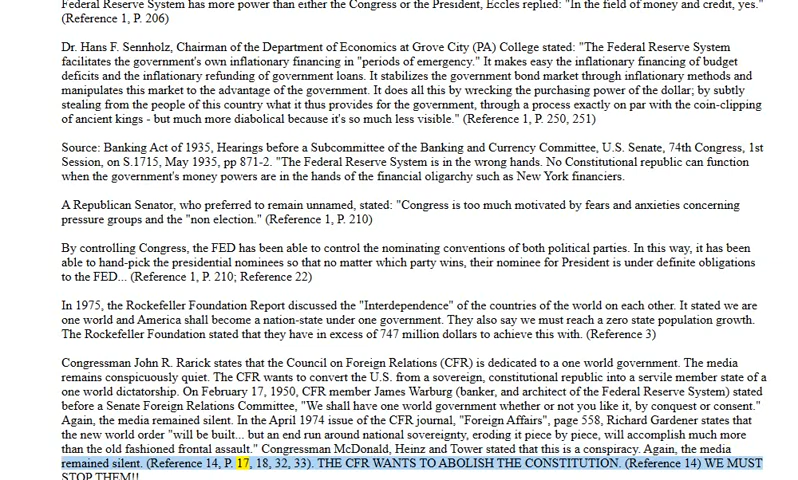 Federal Reserve System has more power than either the Congress or the President, Eccles replied: "In the field of money and credit, yes."
(Reference 1, P. 206)
Dr. Hans F. Sennholz, Chairman of the Department of Economics at Grove City (PA) College stated: "The Federal Reserve System
facilitates the government's own inflationary financing in "periods of emergency." It makes easy the inflationary financing of budget
deficits and the inflationary refunding of government loans. It stabilizes the government bond market through inflationary methods and
manipulates this market to the advantage of the government. It does all this by wrecking the purchasing power of the dollar; by subtly
stealing from the people of this country what it thus provides for the government, through a process exactly on par with the coin-clipping
of ancient kings - but much more diabolical because it's so much less visible." (Reference 1, P. 250, 251)
Source: Banking Act of 1935, Hearings before a Subcommittee of the Banking and Currency Committee, U.S. Senate, 74th Congress, 1st
Session, on S.1715, May 1935, pp 871-2. "The Federal Reserve System is in the wrong hands. No Constitutional republic can function
when the government's money powers are in the hands of the financial oligarchy such as New York financiers.
A Republican Senator, who preferred to remain unnamed, stated: "Congress is too much motivated by fears and anxieties concerning
pressure groups and the "non election." (Reference 1, P. 210)
By controlling Congress, the FED has been able to control the nominating conventions of both political parties. In this way, it has been
able to hand-pick the presidential nominees so that no matter which party wins, their nominee for President is under definite obligations
to the FED... (Reference 1, P. 210; Reference 22)
In 1975, the Rockefeller Foundation Report discussed the "Interdependence" of the countries of the world on each other. It stated we are
one world and America shall become a nation-state under one government. They also say we must reach a zero state population growth.
The Rockefeller Foundation stated that they have in excess of 747 million dollars to achieve this with. (Reference 3)
Congressman John R. Rarick states that the Council on Foreign Relations (CFR) is dedicated to a one world government. The media
remains conspicuously quiet. The CFR wants to convert the U.S. from a sovereign, constitutional republic into a servile member state of a
one world dictatorship. On February 17, 1950, CFR member James Warburg (banker, and architect of the Federal Reserve System) stated
before a Senate Foreign Relations Committee, "We shall have one world government whether or not you like it, by conquest or consent."
Again, the media remained silent. In the April 1974 issue of the CFR journal, "Foreign Affairs", page 558, Richard Gardener states that
the new world order "will be built... but an end run around national sovereignty, eroding it piece by piece, will accomplish much more
than the old fashioned frontal assault." Congressman McDonald, Heinz and Tower stated that this is a conspiracy. Again, the media
remained silent. (Reference 14, P. 17, 18, 32, 33). THE CFR WANTS TO ABOLISH THE CONSTITUTION. (Reference 14) WE MUST
STOP THEM!!